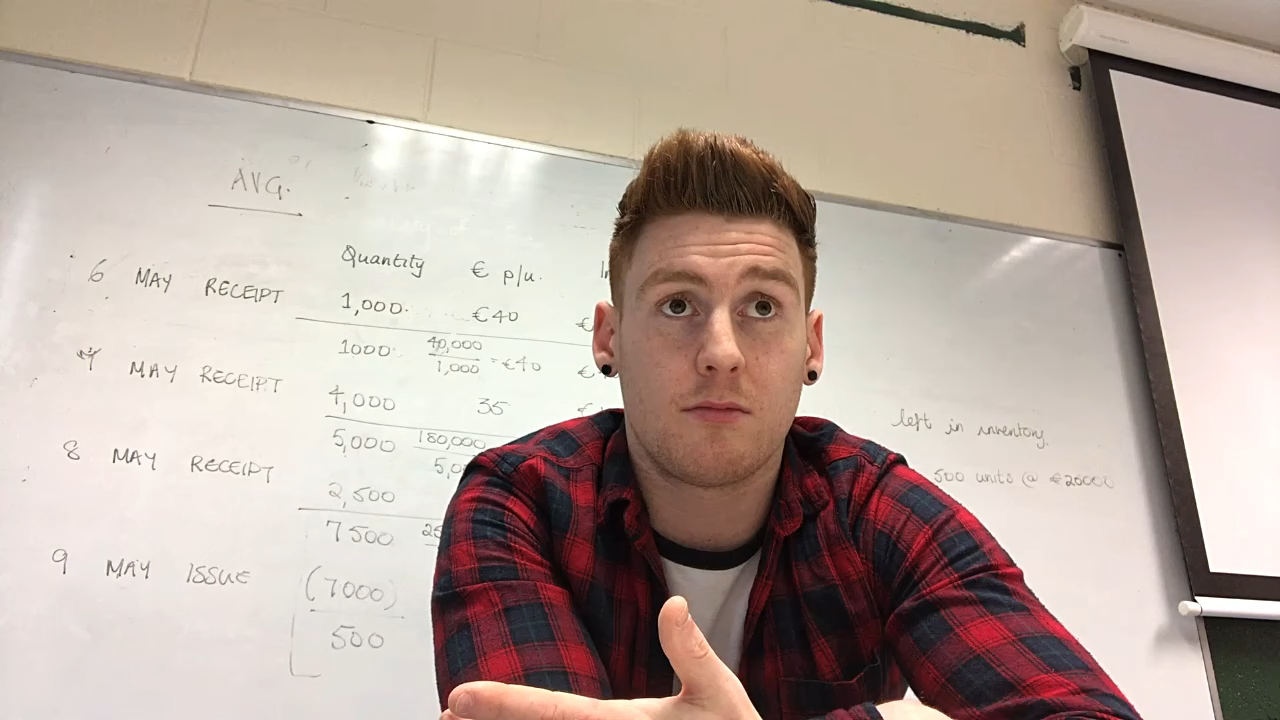 AVG.
Quantity € p/u.
6 MAY RECEIPT 1,000. €40 €
1000 40,000 / 1,000 = €40 €
7 MAY RECEIPT 4,000 35 €
5,000 180,000
left in inventory
8 MAY RECEIPT 2,500
500 units @ €20000
7500
9 MAY ISSUE (7000)
500